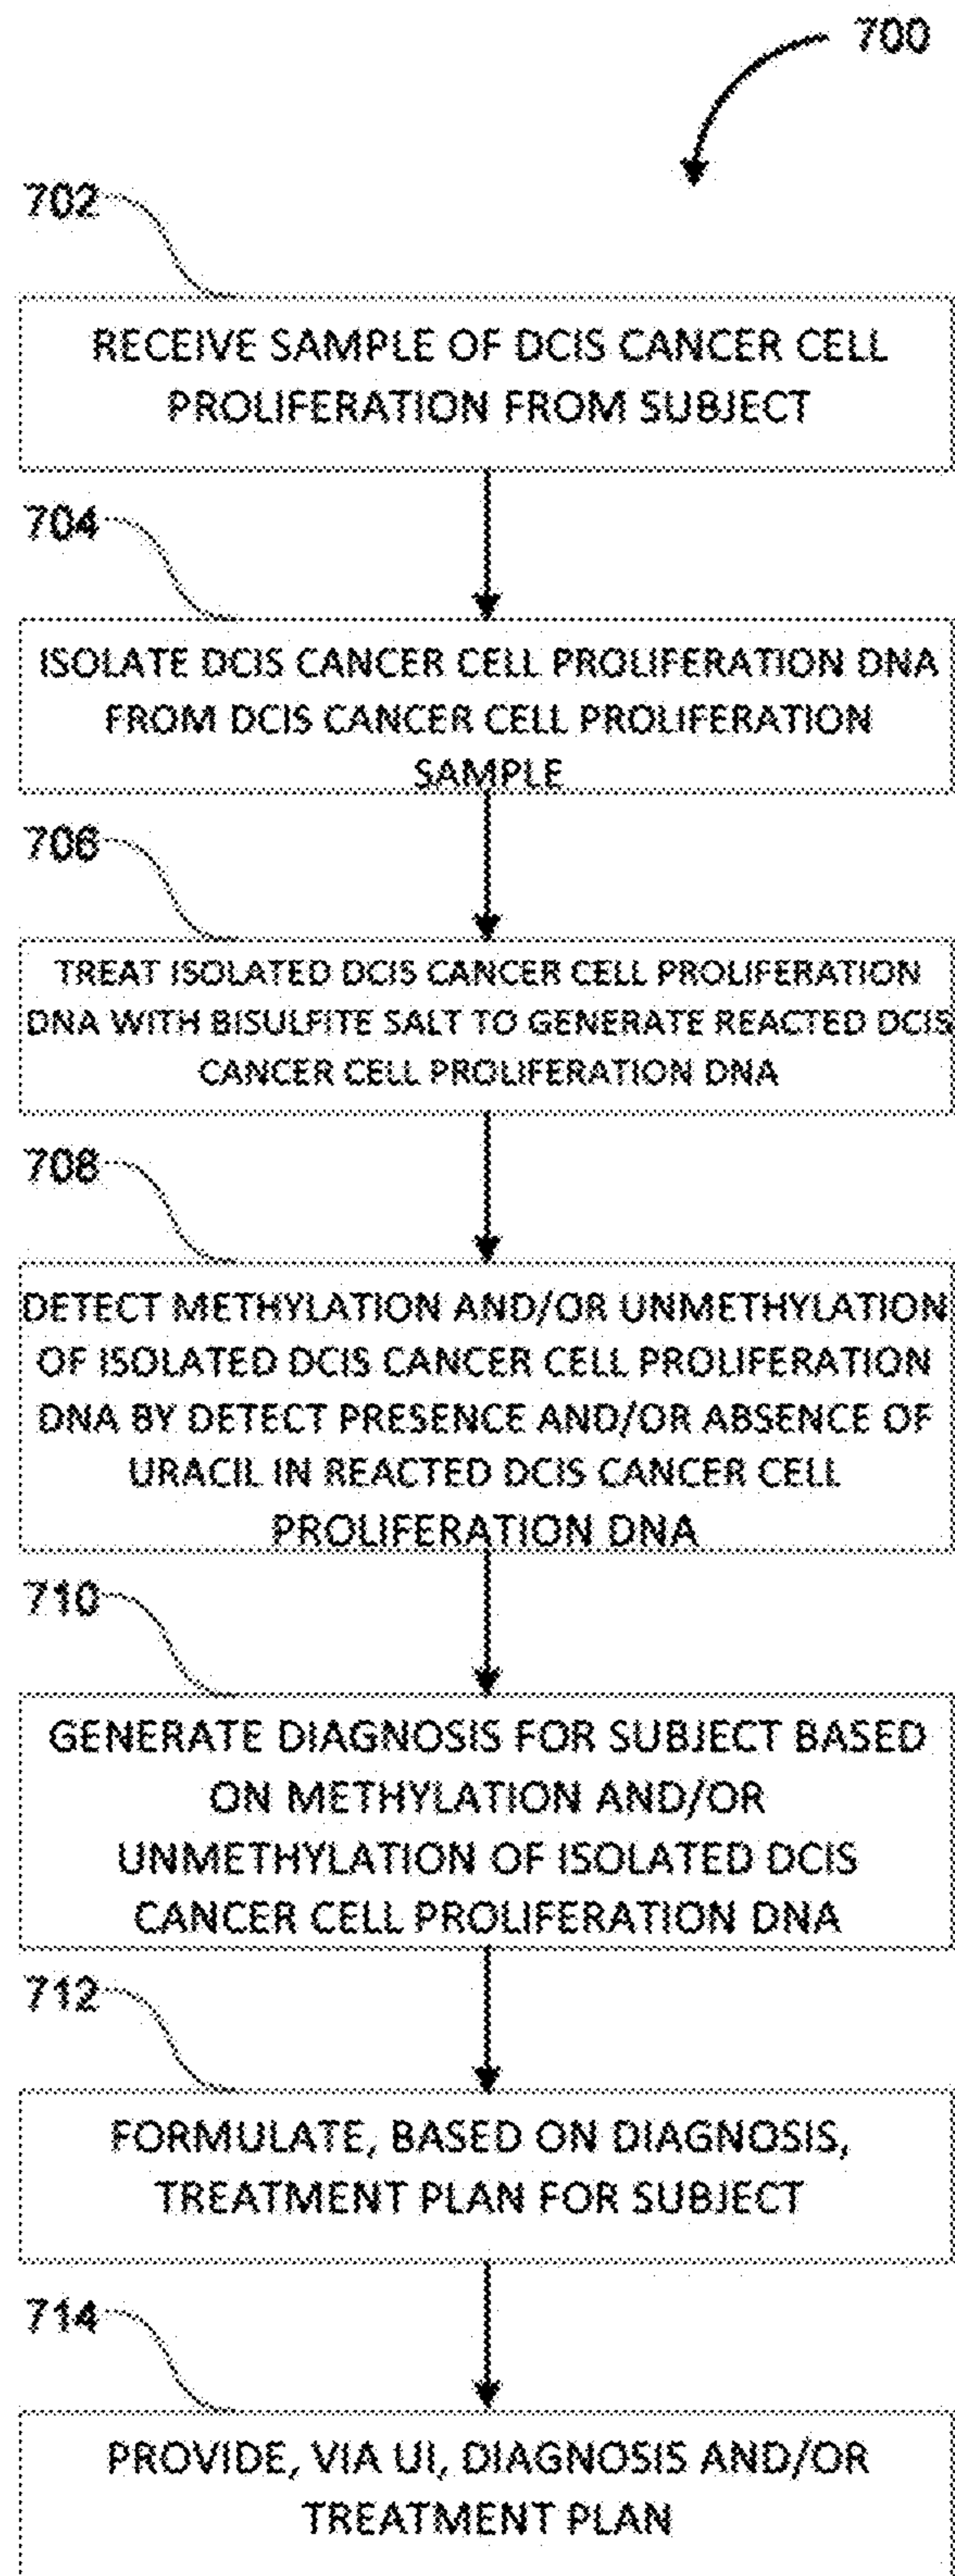 700
702
RECEIVE SAMPLE OF DCIS CANCER CELL
PROLIFERATION FROM SUBJECT
704
ISOLATE DCIS CANCER CELL PROLIFERATION DNA
FROM DCIS CANCER CELL PROLIFERATION
SAMPLE
706
TREAT ISOLATED DCIS CANCER CELL PROLIFERATION
DNA WITH BISULFITE SALT TO GENERATE REACTED DCIS
CANCER CELL PROLIFERATION DNA
708
DETECT METHYLATION AND/OR UNMETHYLATION
OF ISOLATED DCIS CANCER CELL PROLIFERATION
DNA BY DETECT PRESENCE AND/OR ABSENCE OF
URACIL IN REACTED DCIS CANCER CELL
PROLIFERATION DNA
710
GENERATE DIAGNOSIS FOR SUBJECT BASED
ON METHYLATION AND/OR
UNMETHYLATION OF ISOLATED DCIS
CANCER CELL PROLIFERATION DNA
712
FORMULATE, BASED ON DIAGNOSIS,
TREATMENT PLAN FOR SUBJECT
714
PROVIDE, VIA UI, DIAGNOSIS AND/OR
TREATMENT PLAN